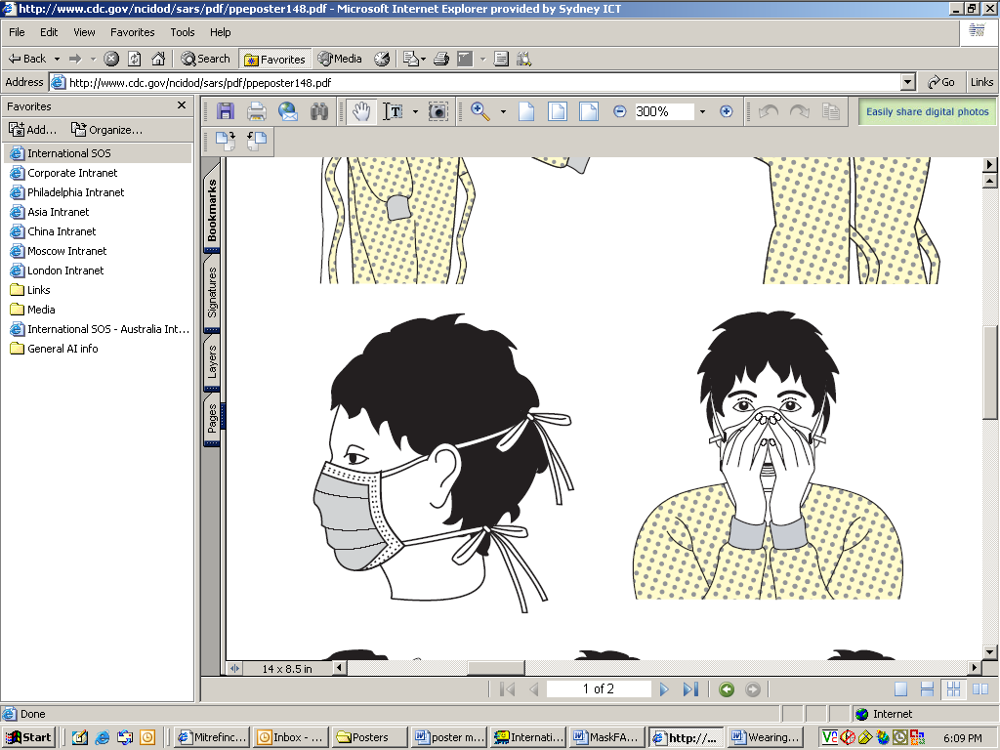 http://www.cdc.gov/ncidod/sars/pdf/ppeposter148.pdf - Microsoft Internet Explorer provided by Sydney ICT
File Edit View Favorites Tools Help
Back Search Favorites Media
Address http://www.cdc.gov/ncidod/sars/pdf/ppeposter148.pdf Go Links
Favorites
Add... Organize...
300%
Easily share digital photos
International SOS
Corporate Intranet
Philadelphia Intranet
Asia Intranet
China Intranet
Moscow Intranet
London Intranet
Links
Media
International SOS - Australia Int...
General AI info
Bookmarks
Signatures
Layers
Pages
14 x 8.5 in
1 of 2
Done Internet
Start Mitrefinc... Inbox - ... Posters poster m... Internati... MaskFA... http://... Wearing... 6:09 PM